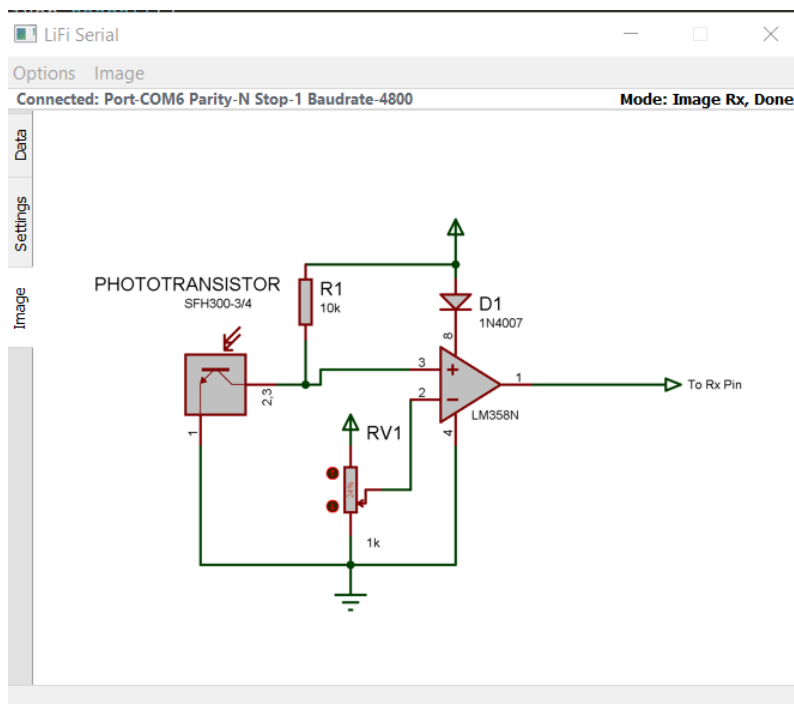 LiFi Serial
Options Image
Connected: Port-COM6 Parity-N Stop-1 Baudrate-4800
Mode: Image Rx, Done
Data
Settings
Image
PHOTOTRANSISTOR
SFH300-3/4
R1
10k
D1
1N4007
8
3
+
1
To Rx Pin
2,3
2
−
LM358N
1
4
RV1
24%
1k